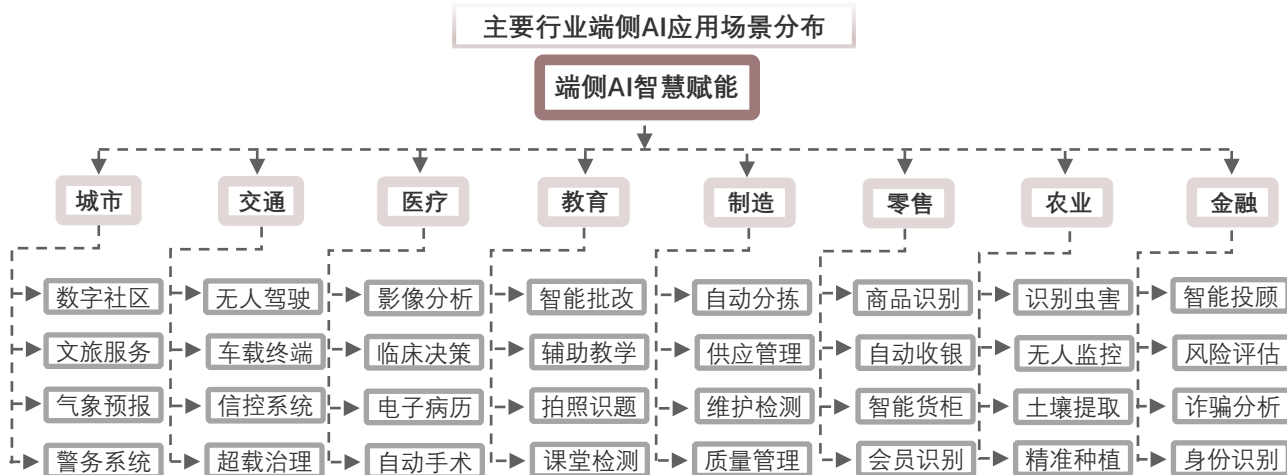 主要行业端侧AI应用场景分布
端侧AI智慧赋能
城市 交通 医疗 教育 制造 零售 农业 金融
数字社区 无人驾驶 影像分析 智能批改 自动分拣 商品识别 识别虫害 智能投顾
文旅服务 车载终端 临床决策 辅助教学 供应管理 自动收银 无人监控 风险评估
气象预报 信控系统 电子病历 拍照识题 维护检测 智能货柜 土壤提取 诈骗分析
警务系统 超载治理 自动手术 课堂检测 质量管理 会员识别 精准种植 身份识别